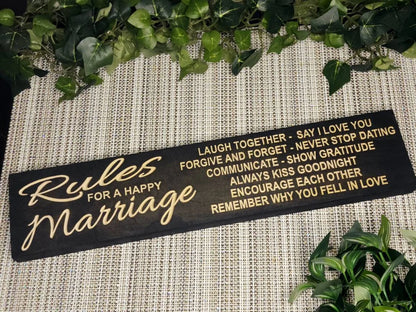 Rules
FOR A HAPPY
Marriage
LAUGH TOGETHER - SAY I LOVE YOU
FORGIVE AND FORGET - NEVER STOP DATING
COMMUNICATE - SHOW GRATITUDE
ALWAYS KISS GOODNIGHT
ENCOURAGE EACH OTHER
REMEMBER WHY YOU FELL IN LOVE